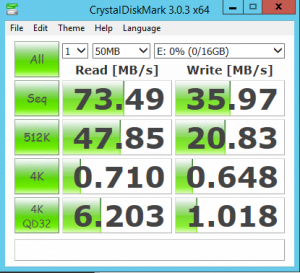 CrystalDiskMark 3.0.3 x64
File Edit Theme Help Language
All 1 50MB E: 0% (0/16GB)
Read [MB/s] Write [MB/s]
Seq 73.49 35.97
512K 47.85 20.83
4K 0.710 0.648
4K QD32 6.203 1.018